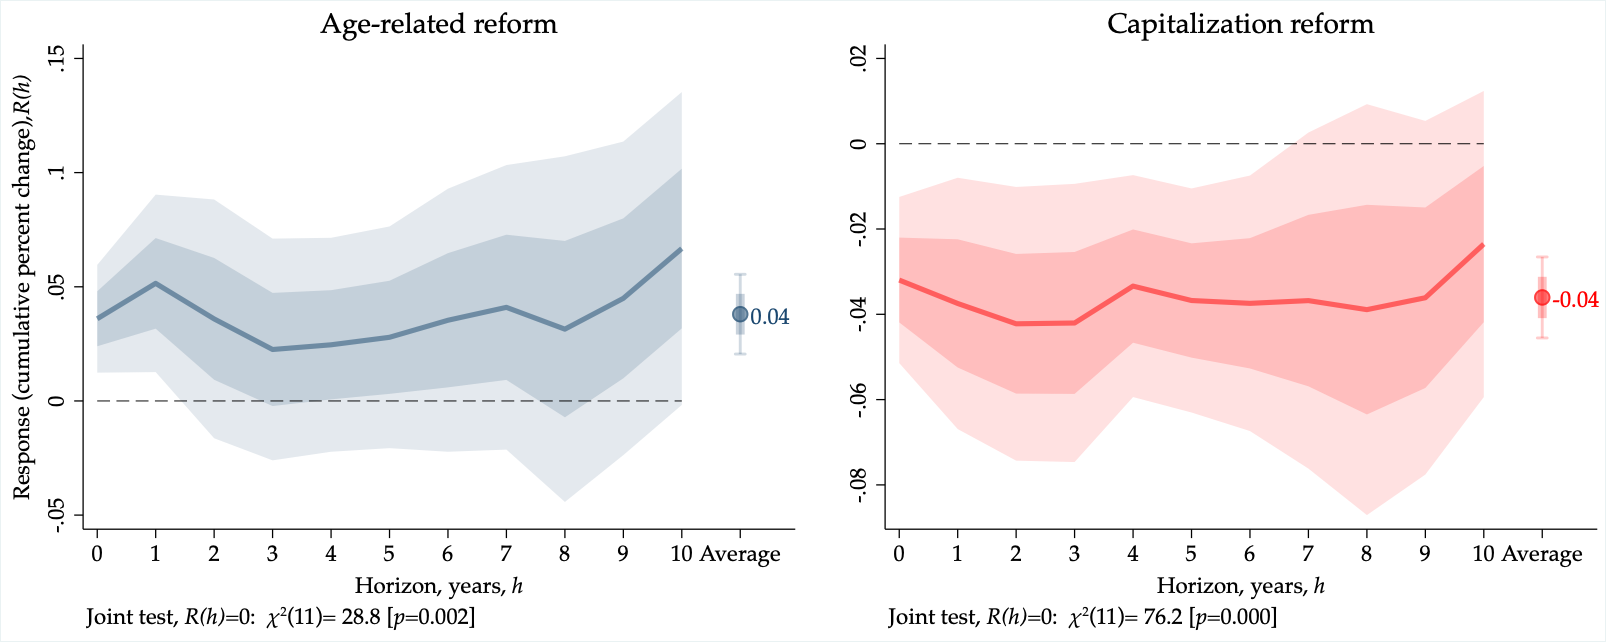 Age-related reform
Response (cumulative percent change),R(h)
.15
.1
.05
0
-.05
0.04
0 1 2 3 4 5 6 7 8 9 10 Average
Horizon, years, h
Joint test, R(h)=0: χ²(11)= 28.8 [p=0.002]
Capitalization reform
.02
0
-.02
-.04
-.06
-.08
-0.04
0 1 2 3 4 5 6 7 8 9 10 Average
Horizon, years, h
Joint test, R(h)=0: χ²(11)= 76.2 [p=0.000]